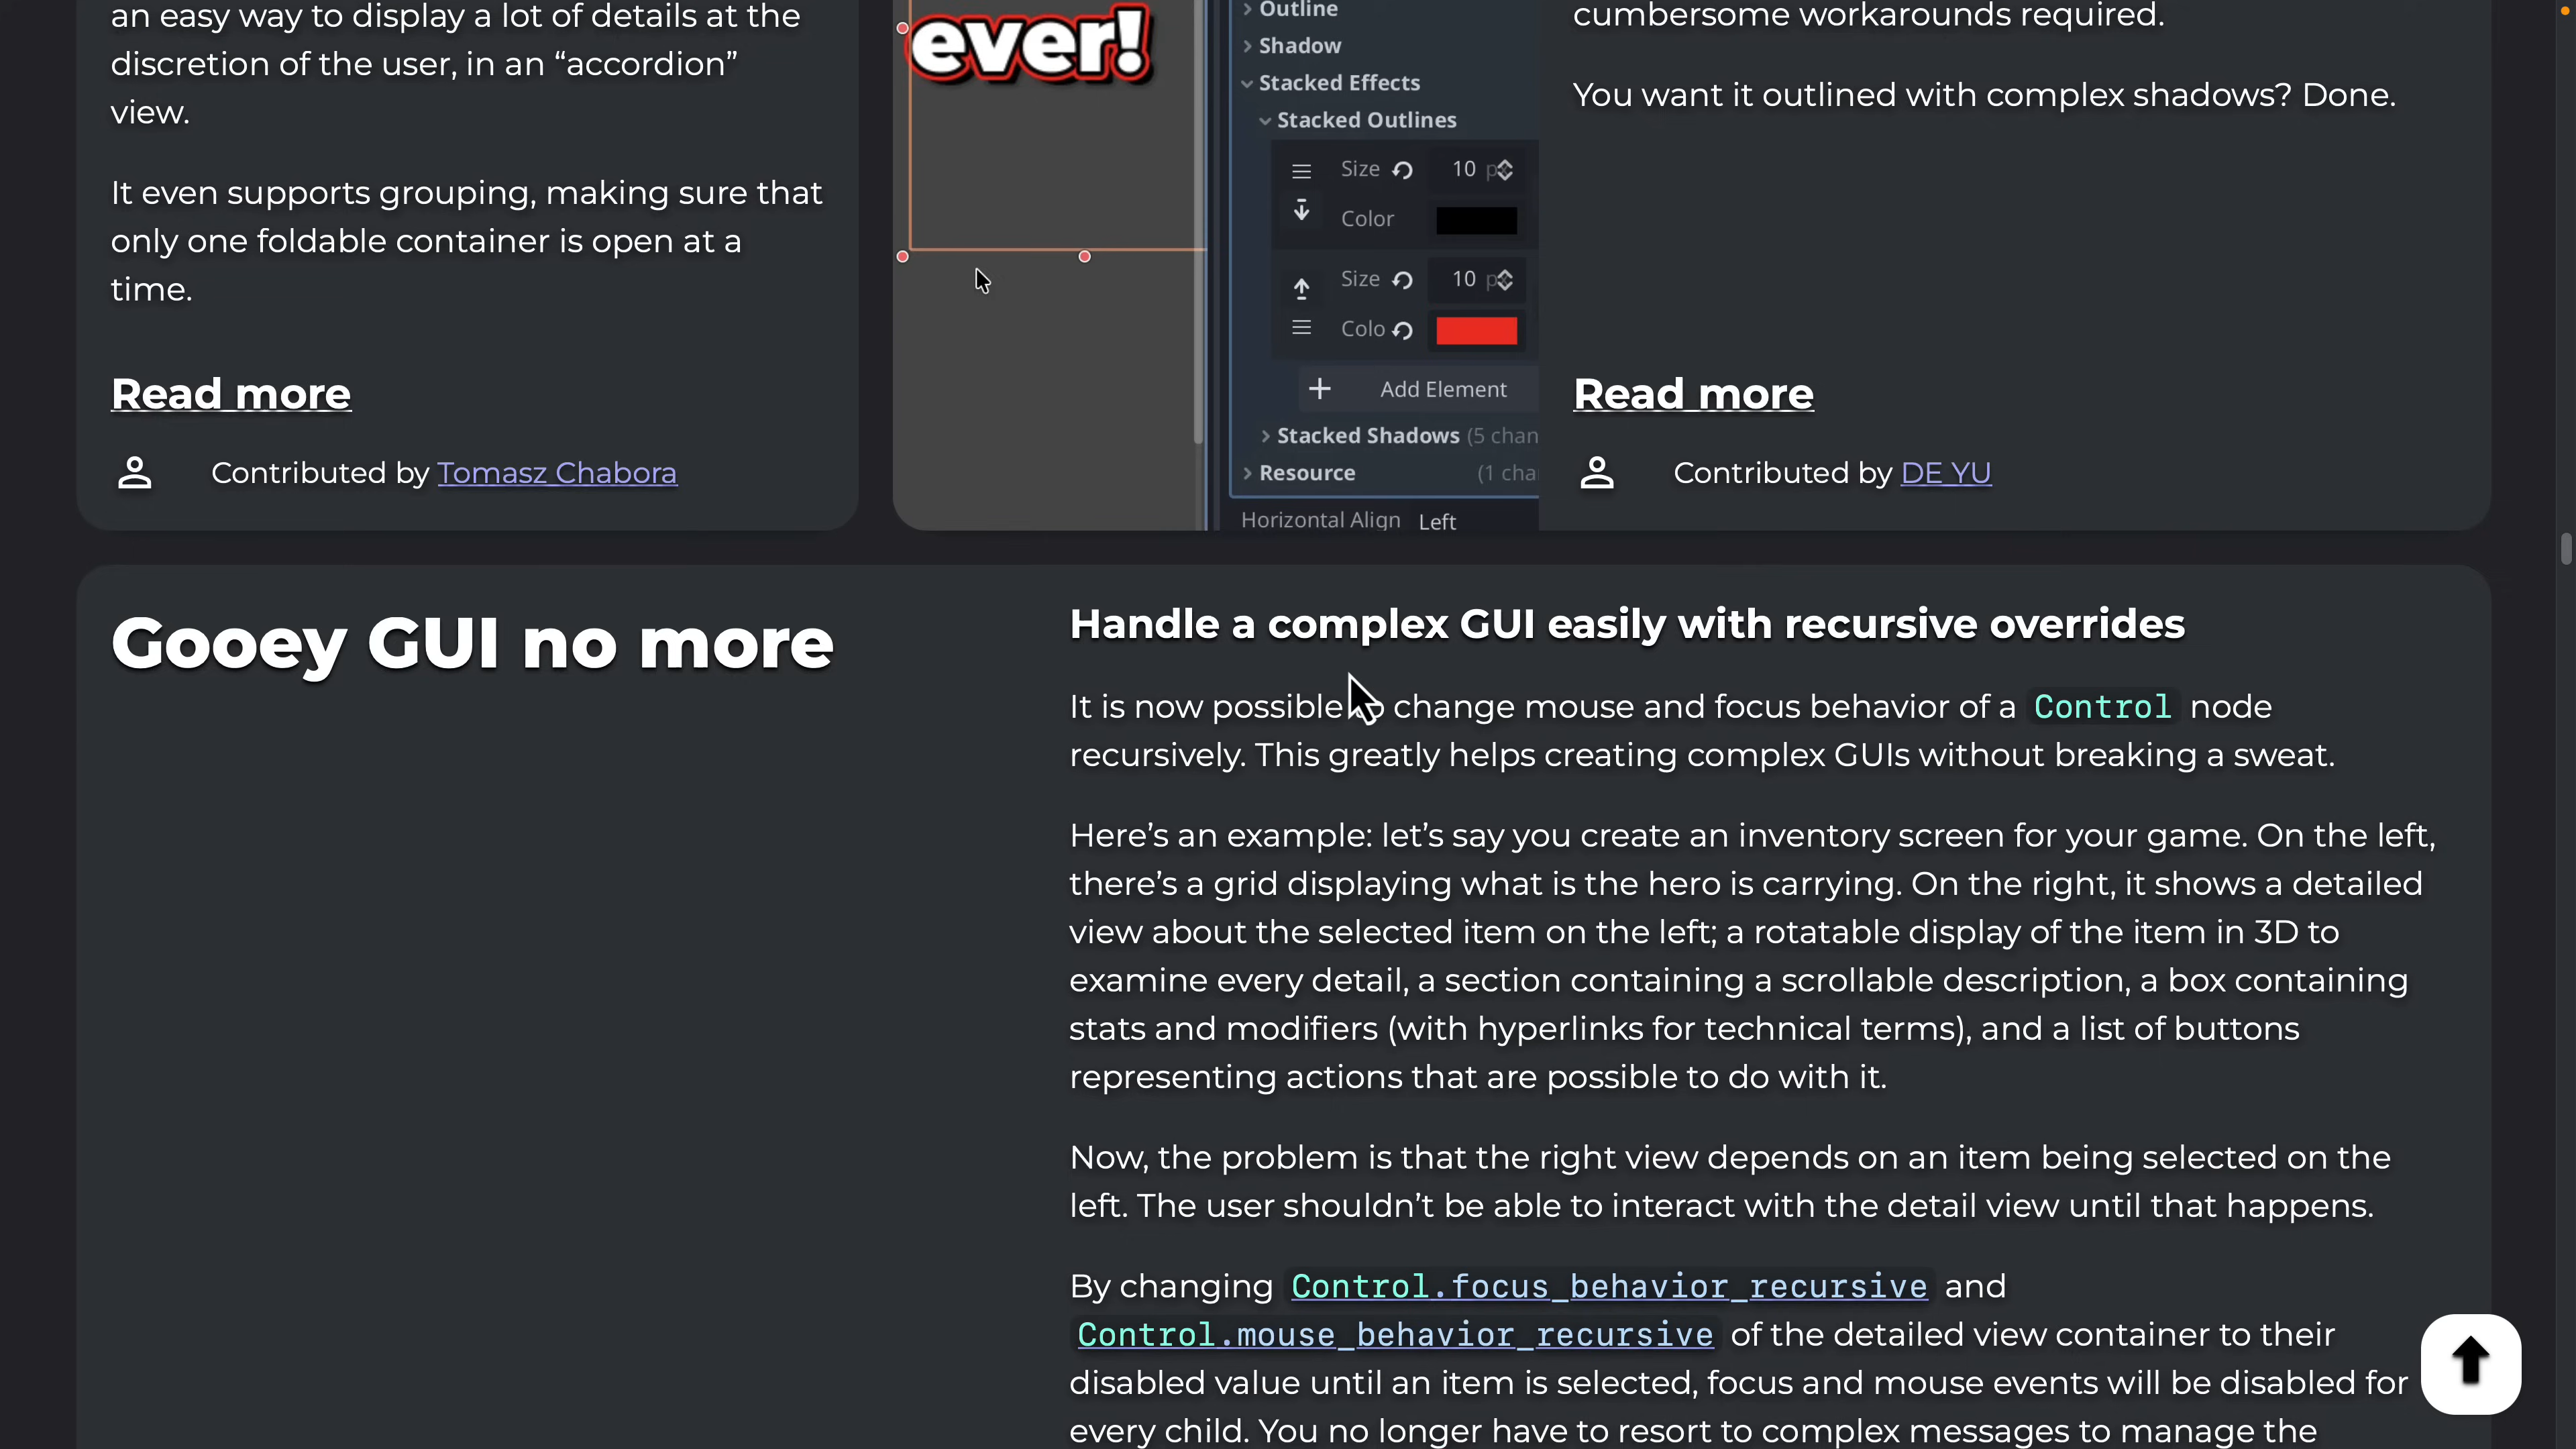 an easy way to display a lot of details at the
discretion of the user, in an “accordion”
view.
It even supports grouping, making sure that
only one foldable container is open at a
time.
Read more
Contributed by Tomasz Chabora
ever!
Outline
Shadow
Stacked Effects
Stacked Outlines
Size 10 px
Color
Size 10 px
Colo
Add Element
Stacked Shadows (5 chan
Resource (1 cha
Horizontal Align Left
cumbersome workarounds required.
You want it outlined with complex shadows? Done.
Read more
Contributed by DE YU
Gooey GUI no more
Handle a complex GUI easily with recursive overrides
It is now possible to change mouse and focus behavior of a Control node
recursively. This greatly helps creating complex GUIs without breaking a sweat.
Here’s an example: let’s say you create an inventory screen for your game. On the left,
there’s a grid displaying what is the hero is carrying. On the right, it shows a detailed
view about the selected item on the left; a rotatable display of the item in 3D to
examine every detail, a section containing a scrollable description, a box containing
stats and modifiers (with hyperlinks for technical terms), and a list of buttons
representing actions that are possible to do with it.
Now, the problem is that the right view depends on an item being selected on the
left. The user shouldn’t be able to interact with the detail view until that happens.
By changing Control.focus_behavior_recursive and
Control.mouse_behavior_recursive of the detailed view container to their
disabled value until an item is selected, focus and mouse events will be disabled for
every child. You no longer have to resort to complex messages to manage the